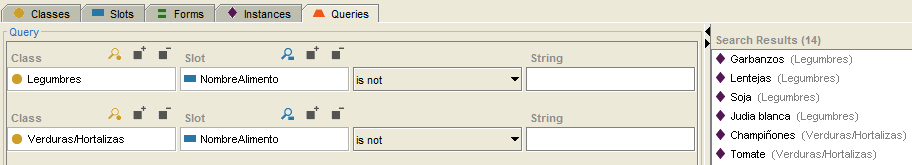 Classes Slots Forms Instances Queries
Query
Class Slot String
Legumbres NombreAlimento is not
Class Slot String
Verduras/Hortalizas NombreAlimento is not
Search Results (14)
Garbanzos (Legumbres)
Lentejas (Legumbres)
Soja (Legumbres)
Judia blanca (Legumbres)
Champiñones (Verduras/Hortalizas)
Tomate (Verduras/Hortalizas)